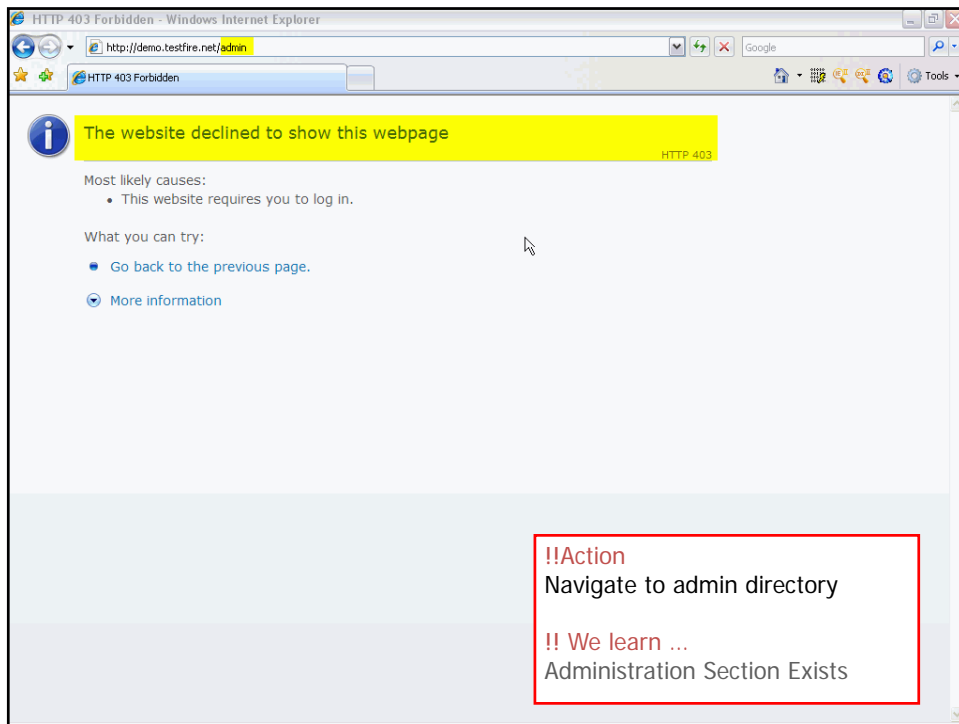 HTTP 403 Forbidden - Windows Internet Explorer
http://demo.testfire.net/admin
Google
HTTP 403 Forbidden
Tools
The website declined to show this webpage
HTTP 403
Most likely causes:
• This website requires you to log in.
What you can try:
Go back to the previous page.
More information
!!Action
Navigate to admin directory
!! We learn ...
Administration Section Exists